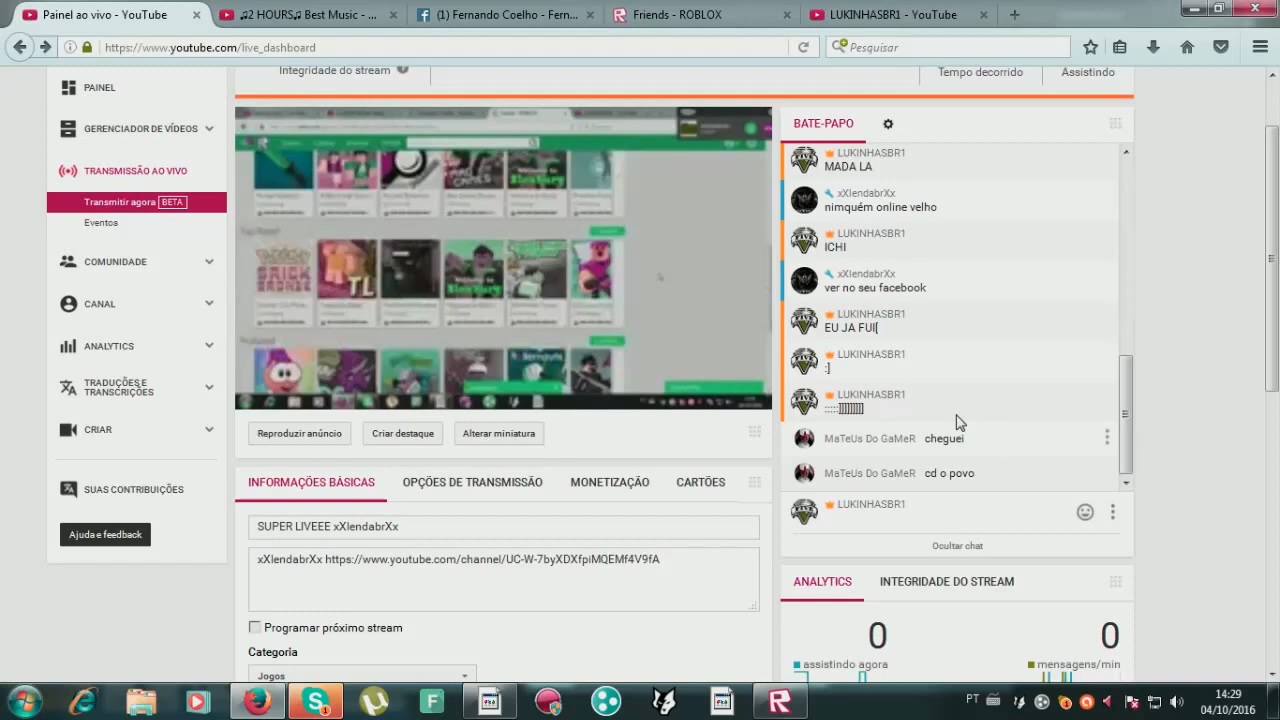 Painel ao vivo - YouTube
♫2 HOURS♫ Best Music - ...
(1) Fernando Coelho - Fern...
Friends - ROBLOX
LUKINHASBR1 - YouTube
https://www.youtube.com/live_dashboard
Pesquisar
Integridade do stream
Tempo decorrido
Assistindo
PAINEL
GERENCIADOR DE VÍDEOS
TRANSMISSÃO AO VIVO
Transmitir agora BETA
Eventos
COMUNIDADE
CANAL
ANALYTICS
TRADUÇÕES E
TRANSCRIÇÕES
CRIAR
SUAS CONTRIBUIÇÕES
Ajuda e feedback
Reproduzir anúncio
Criar destaque
Alterar miniatura
INFORMAÇÕES BÁSICAS
OPÇÕES DE TRANSMISSÃO
MONETIZAÇÃO
CARTÕES
SUPER LIVEEE xXlendabrXx
xXlendabrXx https://www.youtube.com/channel/UC-W-7byXDXfpiMQEMf4V9fA
Programar próximo stream
Categoria
Jogos
BATE-PAPO
LUKINHASBR1
MADA LA
xXlendabrXx
nimquém online velho
LUKINHASBR1
ICHI
xXlendabrXx
ver no seu facebook
LUKINHASBR1
EU JA FUI[
LUKINHASBR1
:]
LUKINHASBR1
:::::]]]]]]]]]
MaTeUs Do GaMeR cheguei
MaTeUs Do GaMeR cd o povo
LUKINHASBR1
Ocultar chat
ANALYTICS
INTEGRIDADE DO STREAM
0
0
assistindo agora
mensagens/min
PT
14:29
04/10/2016